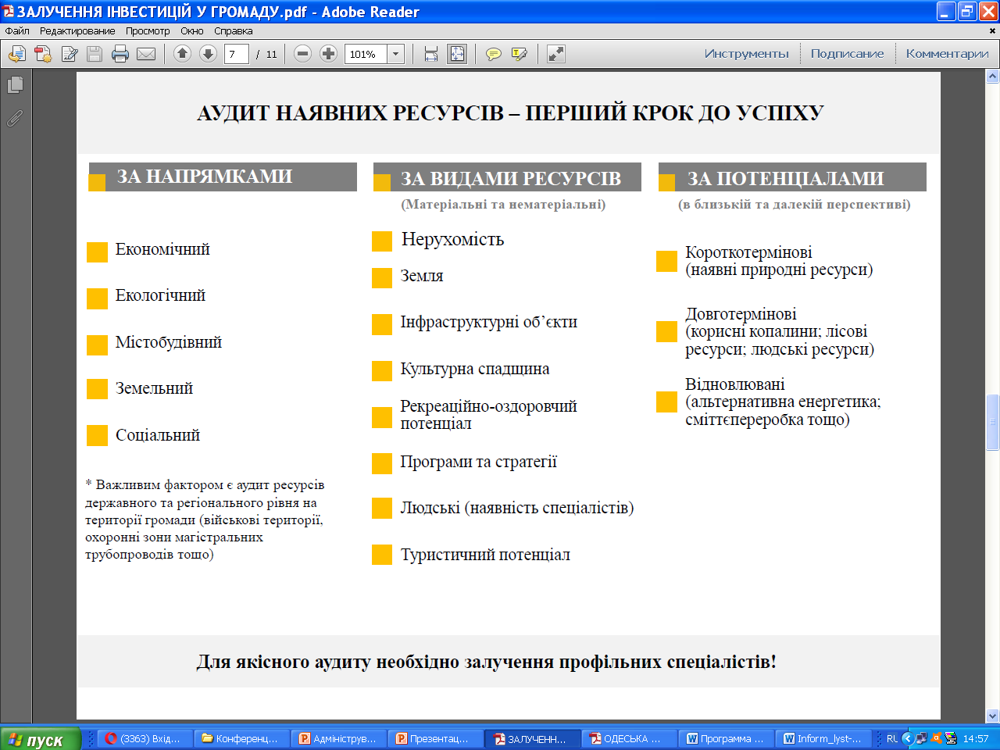 ЗАЛУЧЕННЯ ІНВЕСТИЦІЙ У ГРОМАДУ.pdf - Adobe Reader
Файл Редактирование Просмотр Окно Справка
7 / 11 101% Инструменты Подписание Комментарии
АУДИТ НАЯВНИХ РЕСУРСІВ – ПЕРШИЙ КРОК ДО УСПІХУ
ЗА НАПРЯМКАМИ
Економічний
Екологічний
Містобудівний
Земельний
Соціальний
* Важливим фактором є аудит ресурсів
державного та регіонального рівня на
території громади (військові території,
охоронні зони магістральних
трубопроводів тощо)
ЗА ВИДАМИ РЕСУРСІВ
(Матеріальні та нематеріальні)
Нерухомість
Земля
Інфраструктурні об’єкти
Культурна спадщина
Рекреаційно-оздоровчий
потенціал
Програми та стратегії
Людські (наявність спеціалістів)
Туристичний потенціал
ЗА ПОТЕНЦІАЛАМИ
(в близькій та далекій перспективі)
Короткотермінові
(наявні природні ресурси)
Довготермінові
(корисні копалини; лісові
ресурси; людські ресурси)
Відновлювані
(альтернативна енергетика;
сміттєпереробка тощо)
Для якісного аудиту необхідно залучення профільних спеціалістів!
пуск (3363) Вхід... Конференц... Адмініструв... Презентац... ЗАЛУЧЕНН... ОДЕСЬКА ... Программа ... Inform_lyst-... RU 14:57